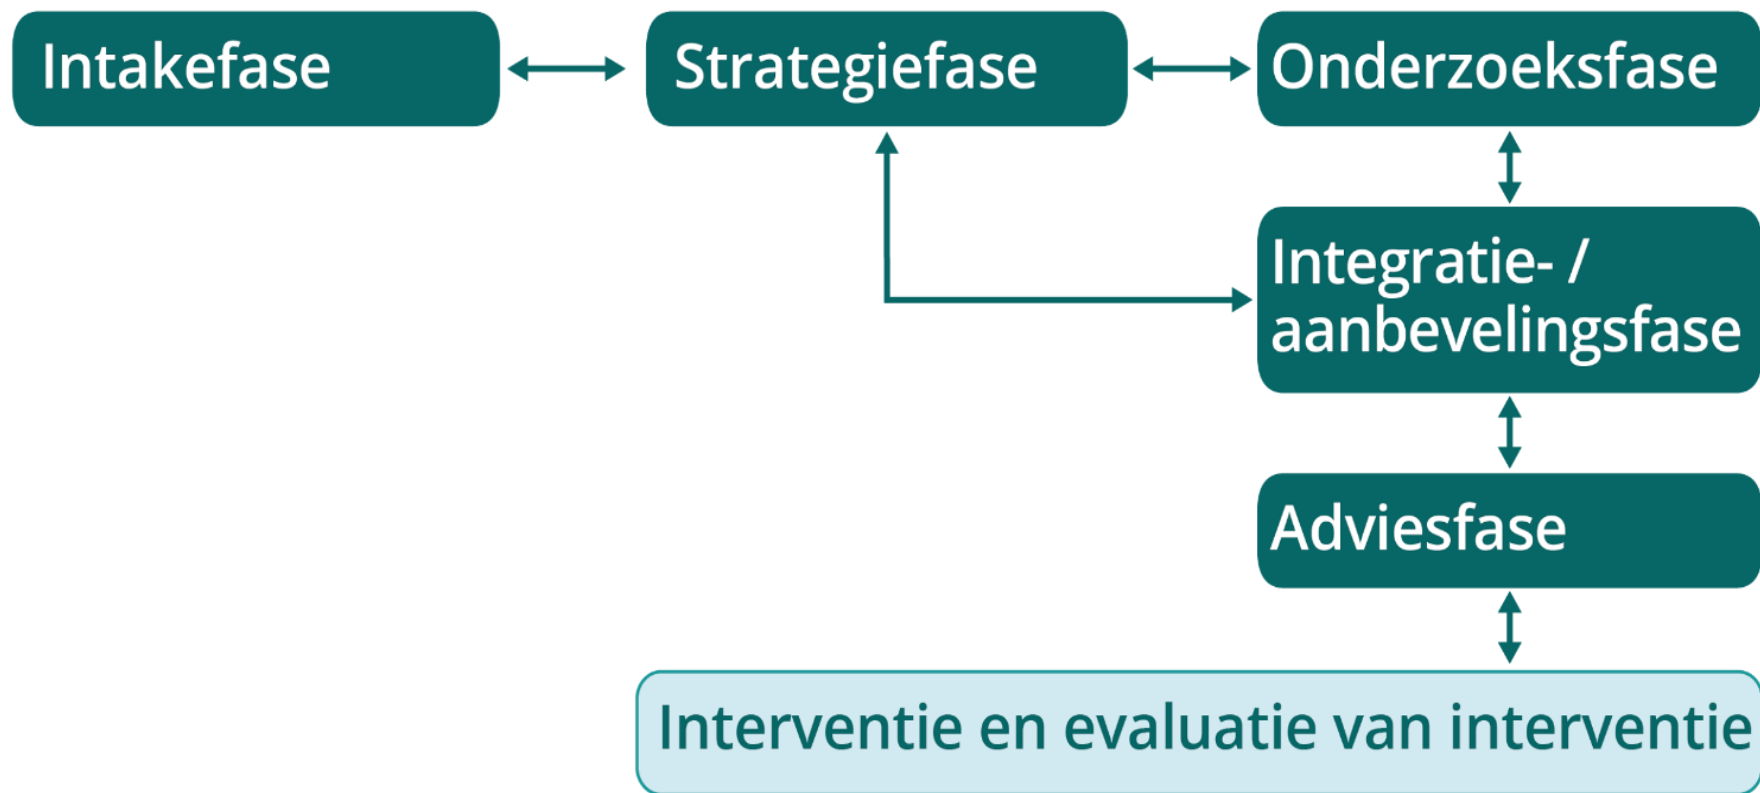 Intakefase
Strategiefase
Onderzoeksfase
Integratie- /
aanbevelingsfase
Adviesfase
Interventie en evaluatie van interventie